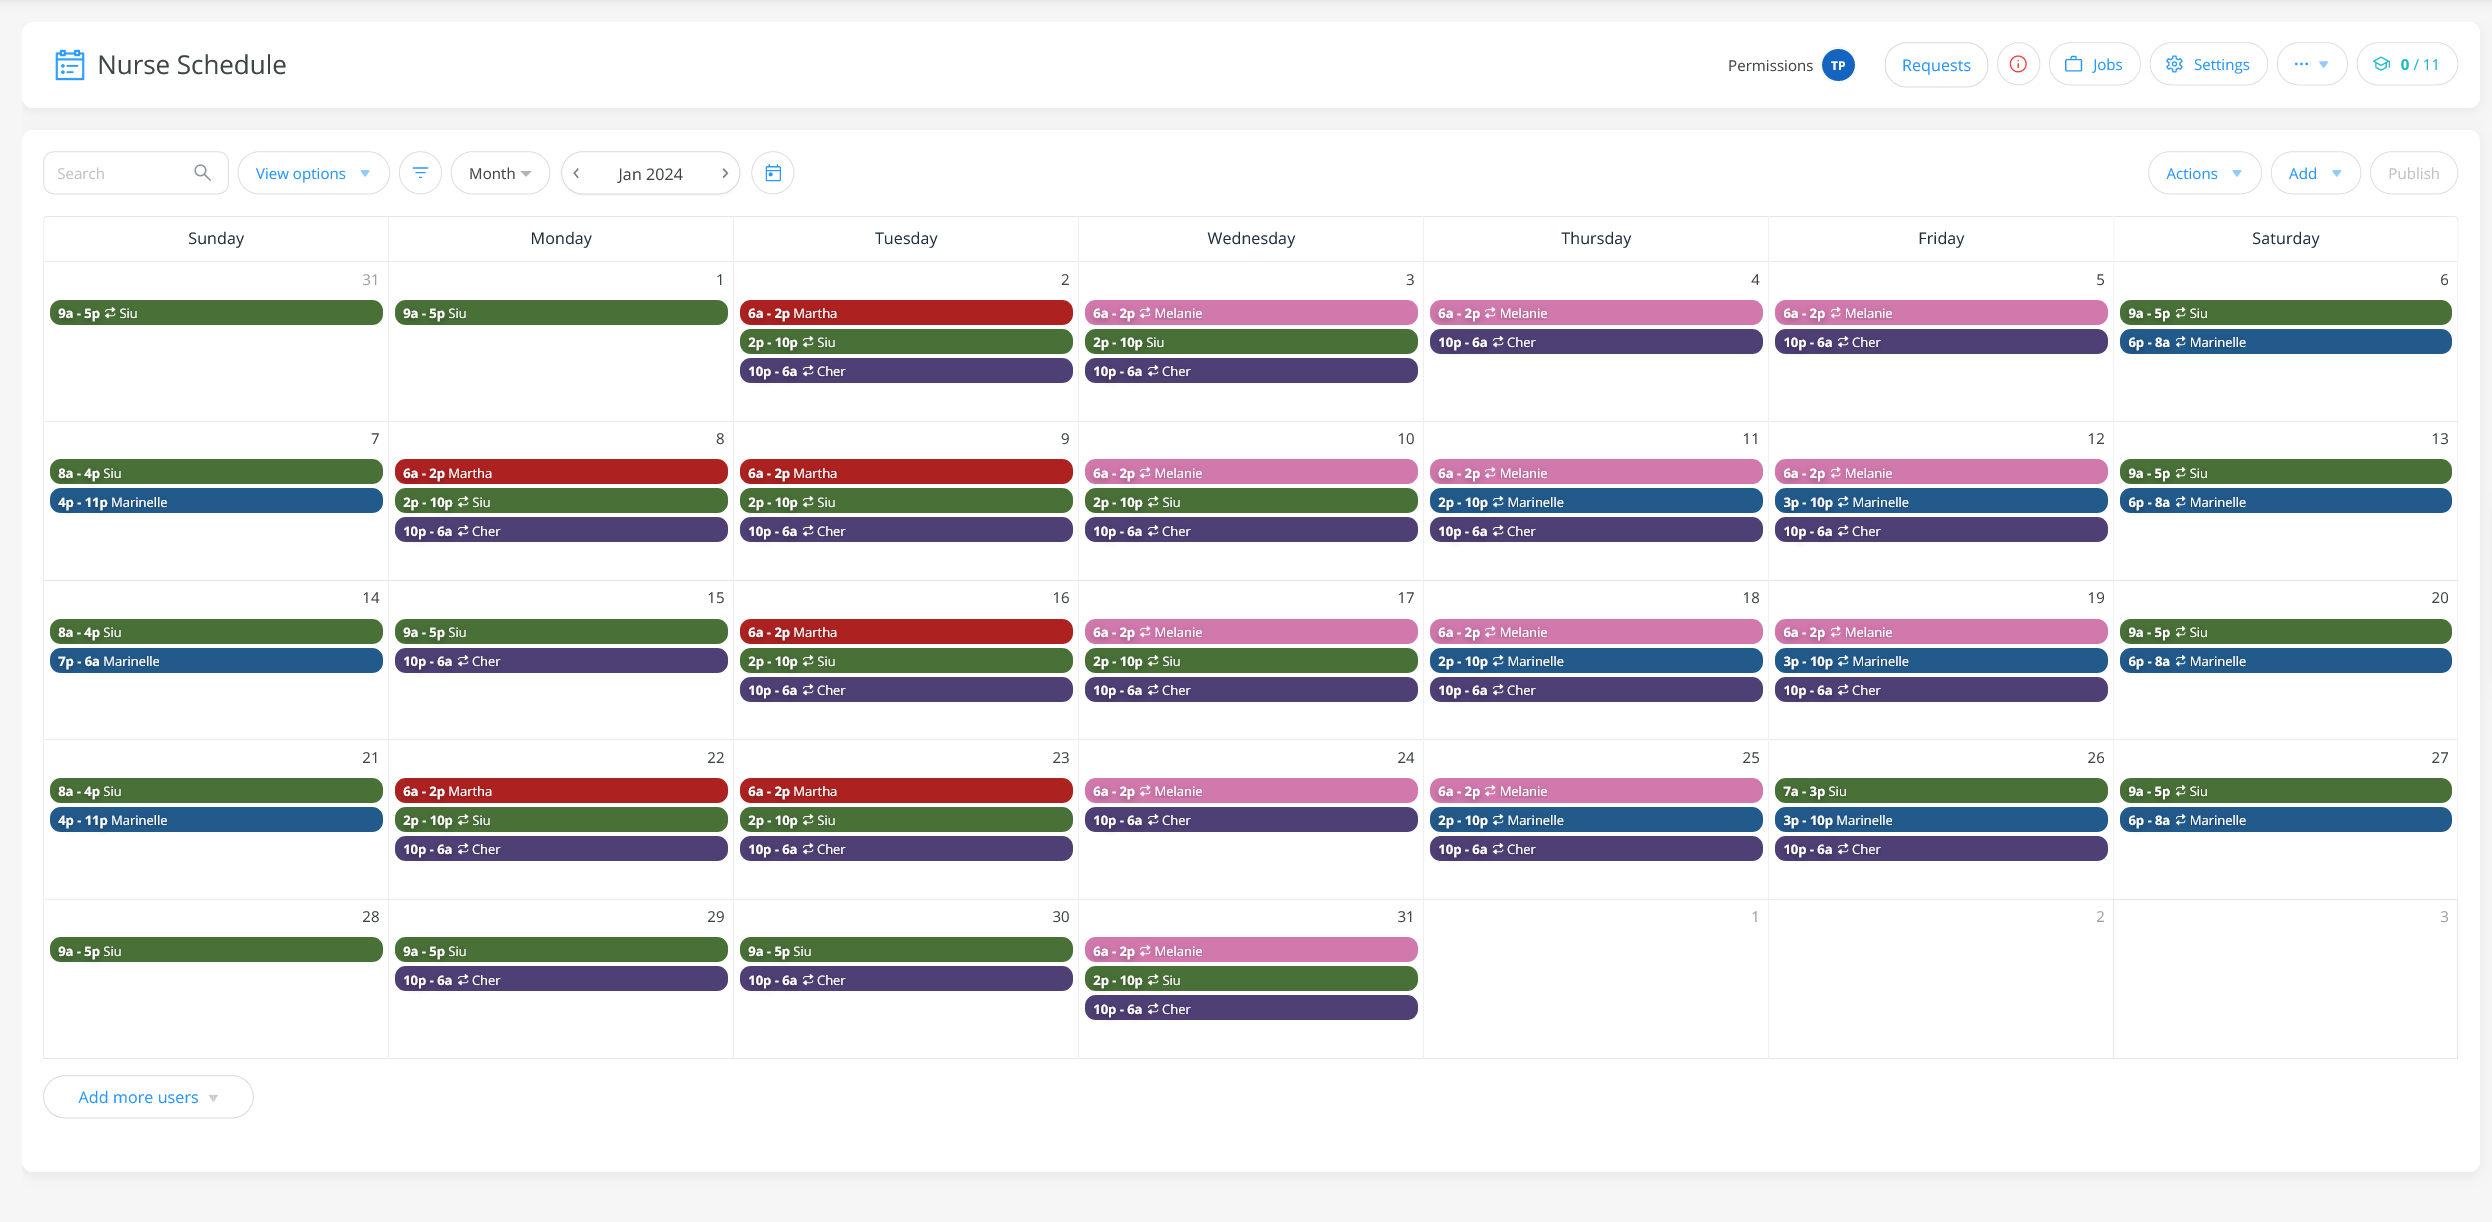 Nurse Schedule
Permissions TP Requests Jobs Settings ... 0 / 11
Search View options Month Jan 2024 Actions Add Publish
Sunday Monday Tuesday Wednesday Thursday Friday Saturday
31 1 2 3 4 5 6
9a - 5p Siu 9a - 5p Siu 6a - 2p Martha 6a - 2p Melanie 6a - 2p Melanie 6a - 2p Melanie 9a - 5p Siu
2p - 10p Siu 2p - 10p Siu 10p - 6a Cher 10p - 6a Cher 6p - 8a Marinelle
10p - 6a Cher 10p - 6a Cher
7 8 9 10 11 12 13
8a - 4p Siu 6a - 2p Martha 6a - 2p Martha 6a - 2p Melanie 6a - 2p Melanie 6a - 2p Melanie 9a - 5p Siu
4p - 11p Marinelle 2p - 10p Siu 2p - 10p Siu 2p - 10p Siu 2p - 10p Marinelle 3p - 10p Marinelle 6p - 8a Marinelle
10p - 6a Cher 10p - 6a Cher 10p - 6a Cher 10p - 6a Cher 10p - 6a Cher
14 15 16 17 18 19 20
8a - 4p Siu 9a - 5p Siu 6a - 2p Martha 6a - 2p Melanie 6a - 2p Melanie 6a - 2p Melanie 9a - 5p Siu
7p - 6a Marinelle 10p - 6a Cher 2p - 10p Siu 2p - 10p Siu 2p - 10p Marinelle 3p - 10p Marinelle 6p - 8a Marinelle
10p - 6a Cher 10p - 6a Cher 10p - 6a Cher 10p - 6a Cher
21 22 23 24 25 26 27
8a - 4p Siu 6a - 2p Martha 6a - 2p Martha 6a - 2p Melanie 6a - 2p Melanie 7a - 3p Siu 9a - 5p Siu
4p - 11p Marinelle 2p - 10p Siu 2p - 10p Siu 10p - 6a Cher 2p - 10p Marinelle 3p - 10p Marinelle 6p - 8a Marinelle
10p - 6a Cher 10p - 6a Cher 10p - 6a Cher 10p - 6a Cher
28 29 30 31 1 2 3
9a - 5p Siu 9a - 5p Siu 9a - 5p Siu 6a - 2p Melanie
10p - 6a Cher 10p - 6a Cher 2p - 10p Siu
10p - 6a Cher
Add more users